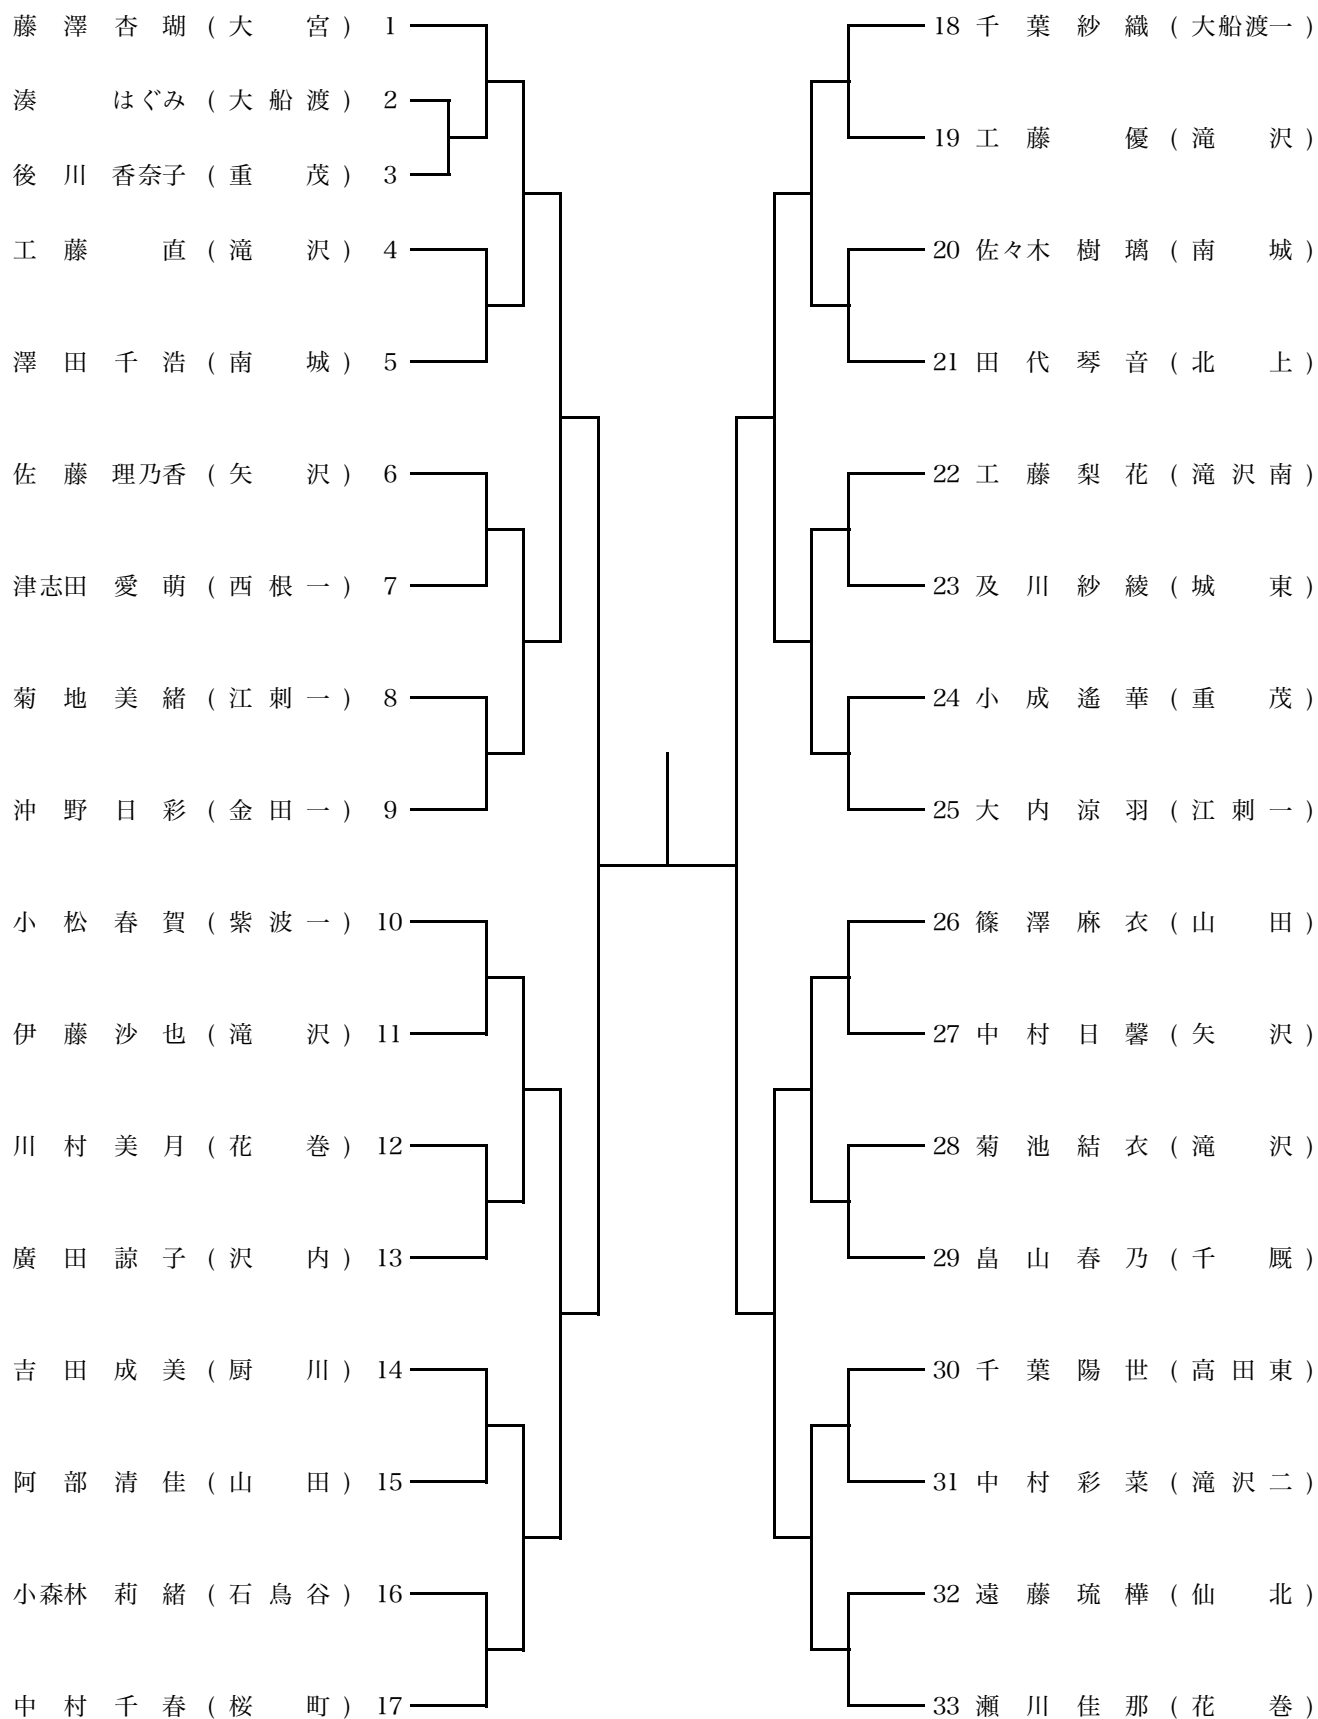 藤澤杏瑚(大宮) 1
湊はぐみ(大船渡) 2
後川香奈子(重茂) 3
工藤直(滝沢) 4
澤田千浩(南城) 5
佐藤理乃香(矢沢) 6
津志田愛萌(西根一) 7
菊地美緒(江刺一) 8
沖野日彩(金田一) 9
小松春賀(紫波一) 10
伊藤沙也(滝沢) 11
川村美月(花巻) 12
廣田諒子(沢内) 13
吉田成美(厨川) 14
阿部清佳(山田) 15
小森林莉緒(石鳥谷) 16
中村千春(桜町) 17
18 千葉紗織(大船渡一)
19 工藤優(滝沢)
20 佐々木樹璃(南城)
21 田代琴音(北上)
22 工藤梨花(滝沢南)
23 及川紗綾(城東)
24 小成遙華(重茂)
25 大内涼羽(江刺一)
26 篠澤麻衣(山田)
27 中村日馨(矢沢)
28 菊池結衣(滝沢)
29 畠山春乃(千厩)
30 千葉陽世(高田東)
31 中村彩菜(滝沢二)
32 遠藤琉樺(仙北)
33 瀬川佳那(花巻)